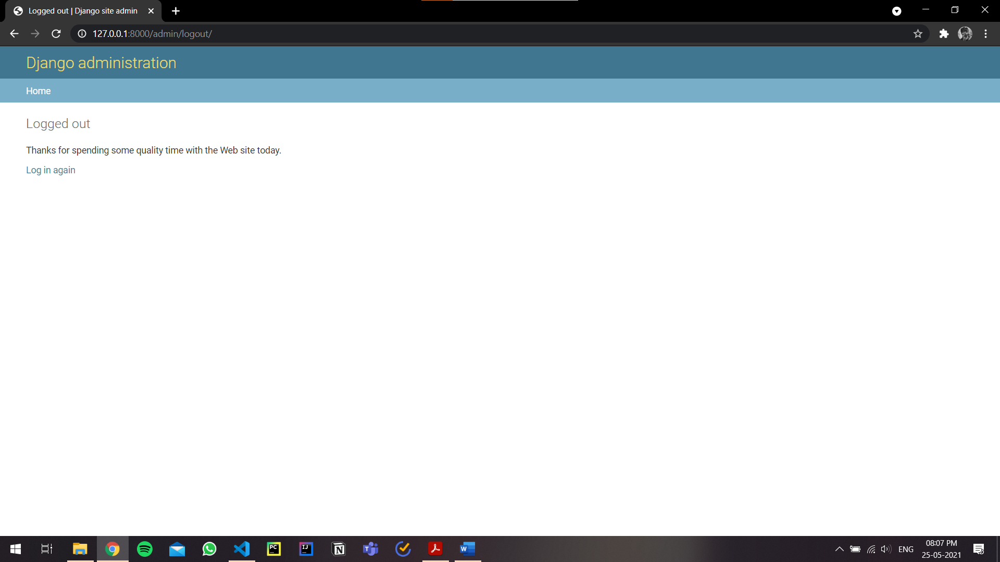 Logged out | Django site admin
127.0.0.1:8000/admin/logout/
Django administration
Home
Logged out
Thanks for spending some quality time with the Web site today.
Log in again
PC
IJ
N
T
W
ENG
08:07 PM
25-05-2021